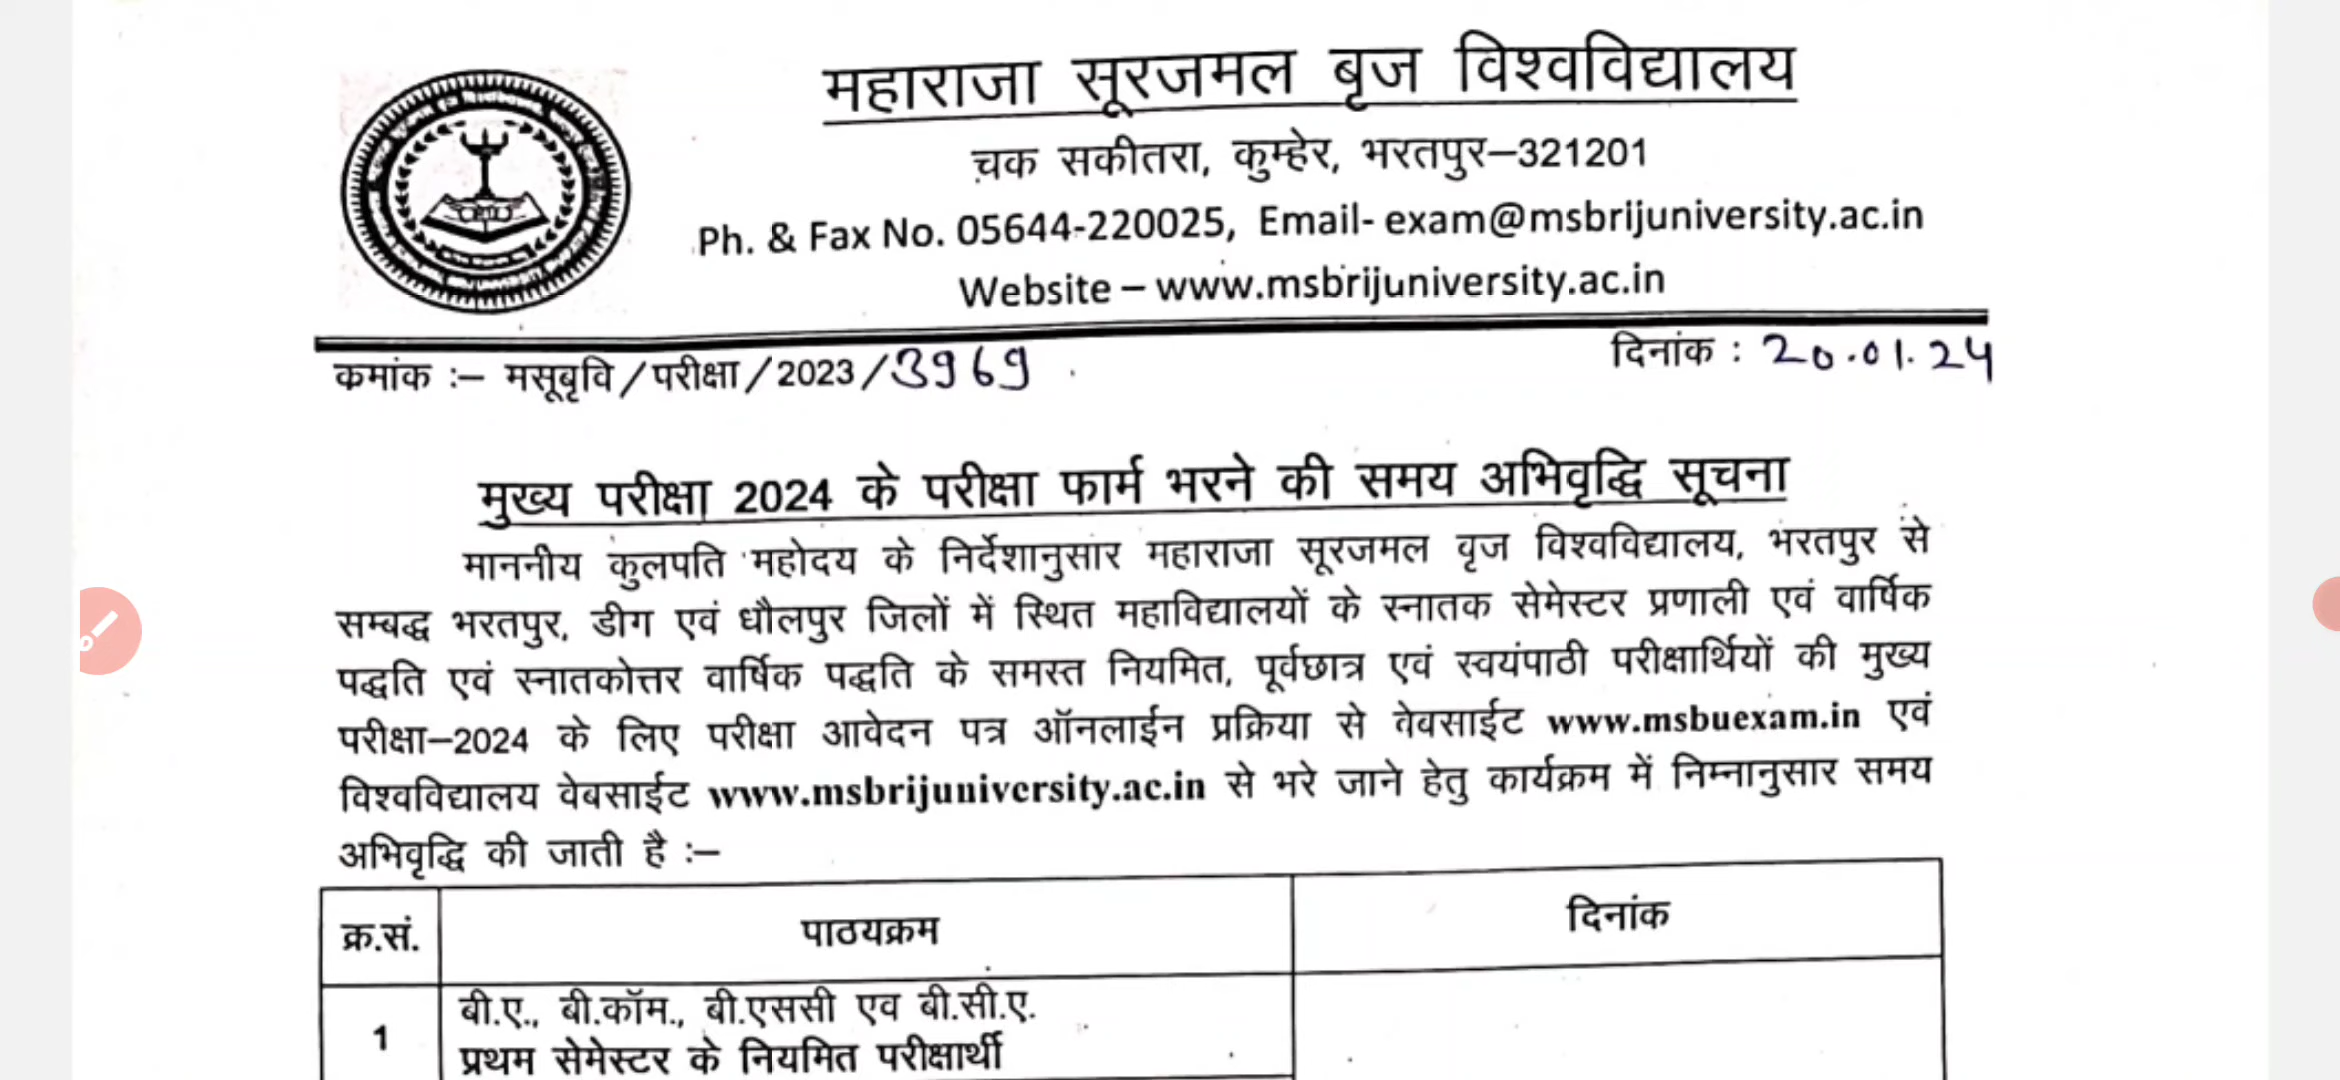 महाराजा सूरजमल बृज विश्वविद्यालय
चक सकीतरा, कुम्हेर, भरतपुर–321201
Ph. & Fax No. 05644-220025, Email- exam@msbrijuniversity.ac.in
Website – www.msbrijuniversity.ac.in
कमांक :– मसूबृवि/परीक्षा/2023/3969
दिनांक : 20.01.24
मुख्य परीक्षा 2024 के परीक्षा फार्म भरने की समय अभिवृद्धि सूचना
माननीय कुलपति महोदय के निर्देशानुसार महाराजा सूरजमल वृज विश्वविद्यालय, भरतपुर से
सम्बद्ध भरतपुर, डीग एवं धौलपुर जिलों में स्थित महाविद्यालयों के स्नातक सेमेस्टर प्रणाली एवं वार्षिक
पद्धति एवं स्नातकोत्तर वार्षिक पद्धति के समस्त नियमित, पूर्वछात्र एवं स्वयंपाठी परीक्षार्थियों की मुख्य
परीक्षा–2024 के लिए परीक्षा आवेदन पत्र ऑनलाईन प्रक्रिया से वेबसाईट www.msbuexam.in एवं
विश्वविद्यालय वेबसाईट www.msbrijuniversity.ac.in से भरे जाने हेतु कार्यक्रम में निम्नानुसार समय
अभिवृद्धि की जाती है :–
क्र.सं. पाठयक्रम दिनांक
1 बी.ए., बी.कॉम., बी.एससी एव बी.सी.ए.
प्रथम सेमेस्टर के नियमित परीक्षार्थी